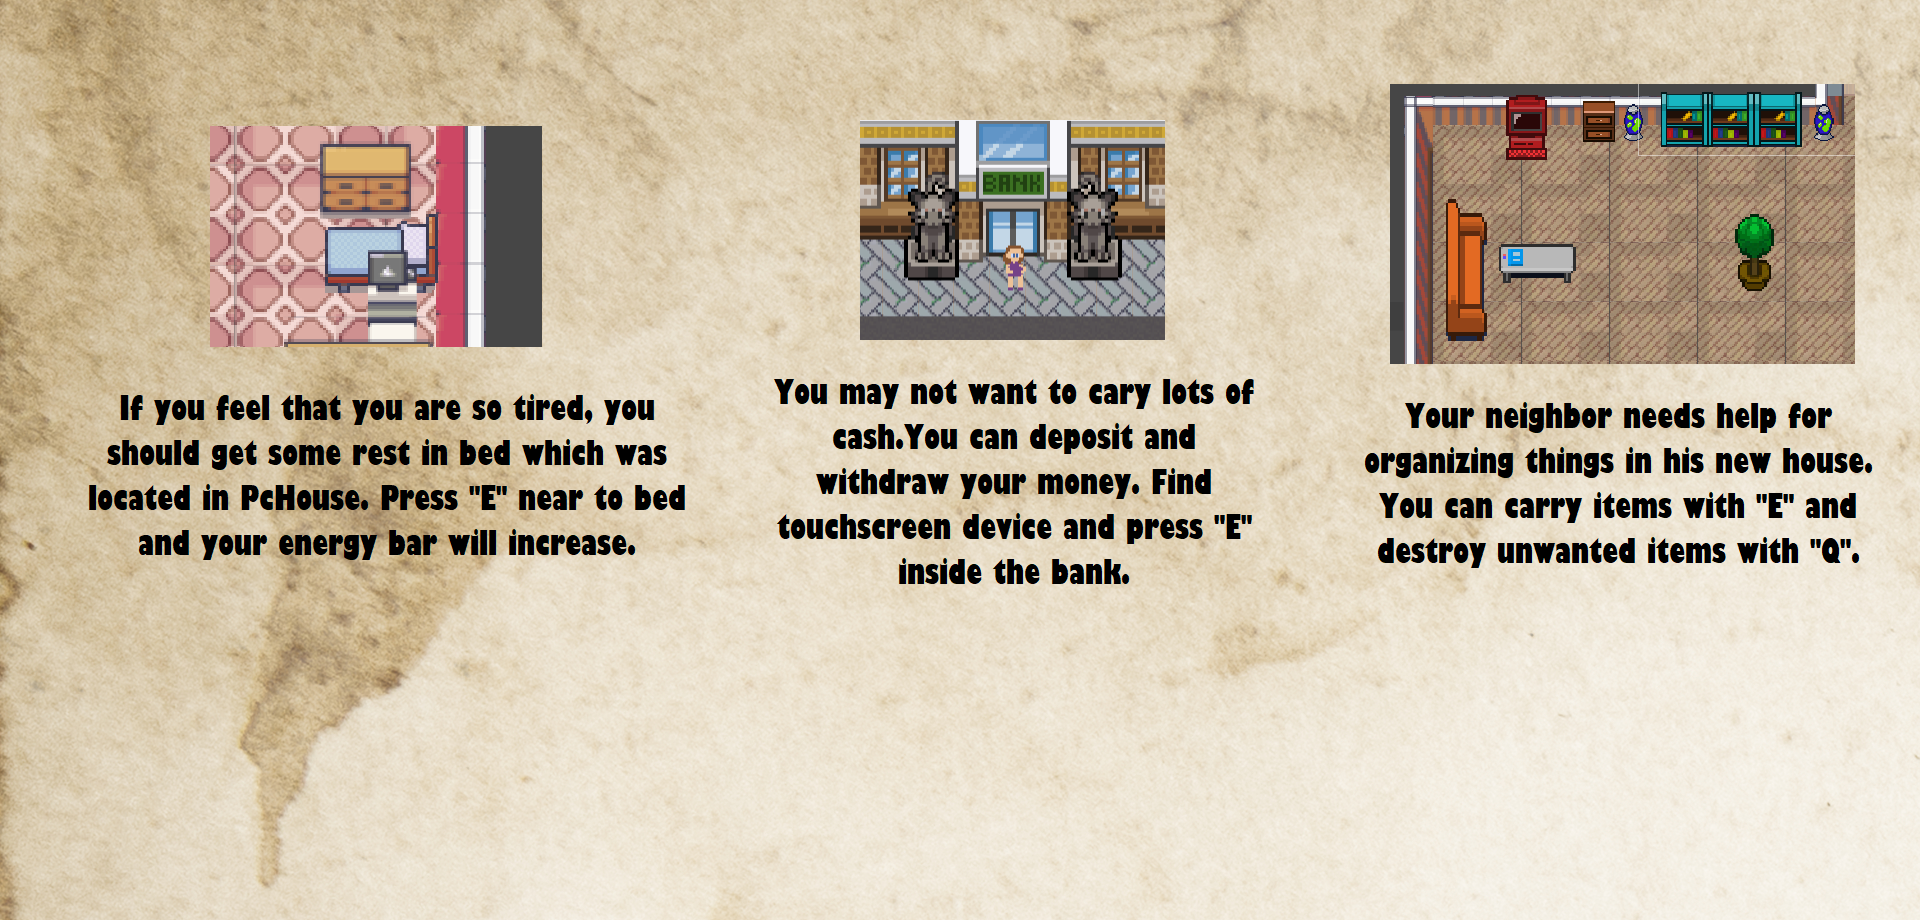 If you feel that you are so tired, you
should get some rest in bed which was
located in PcHouse. Press "E" near to bed
and your energy bar will increase.
BANK
You may not want to cary lots of
cash.You can deposit and
withdraw your money. Find
touchscreen device and press "E"
inside the bank.
Your neighbor needs help for
organizing things in his new house.
You can carry items with "E" and
destroy unwanted items with "Q".